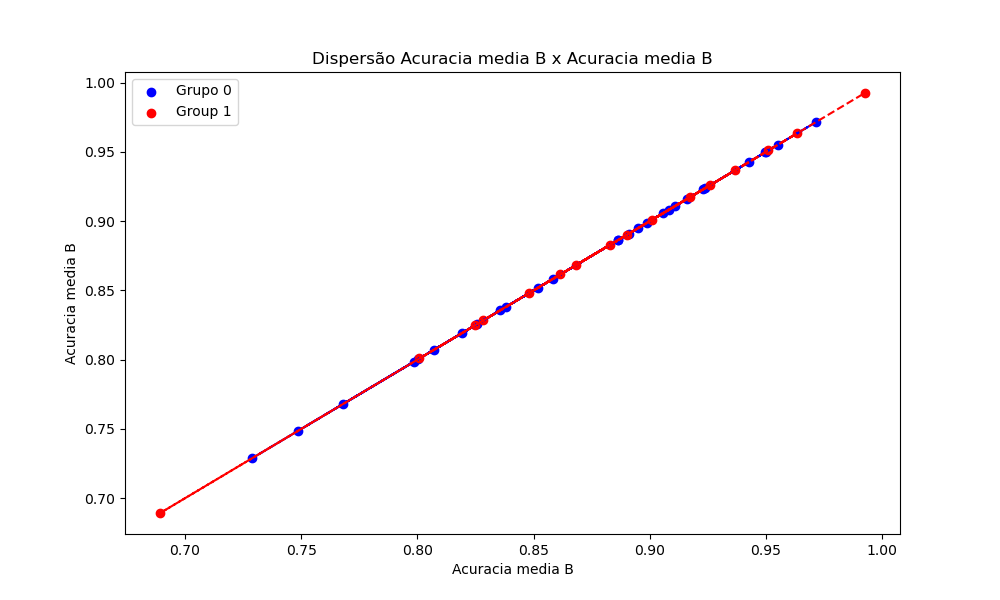 Dispersão Acuracia media B x Acuracia media B
Grupo 0
Group 1
Acuracia media B
1.00
0.95
0.90
0.85
0.80
0.75
0.70
0.70 0.75 0.80 0.85 0.90 0.95 1.00
Acuracia media B